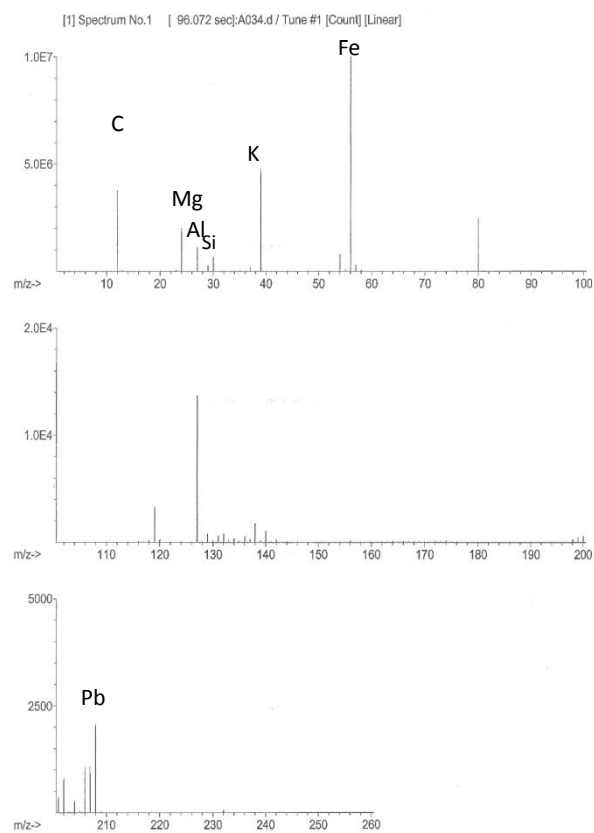 [1] Spectrum No.1 [ 96.072 sec]:A034.d / Tune #1 [Count] [Linear]
1.0E7
Fe
C
5.0E6
K
Mg
Al
Si
m/z-> 10 20 30 40 50 60 70 80 90 100
2.0E4
1.0E4
m/z-> 110 120 130 140 150 160 170 180 190 200
5000
2500
Pb
m/z-> 210 220 230 240 250 260